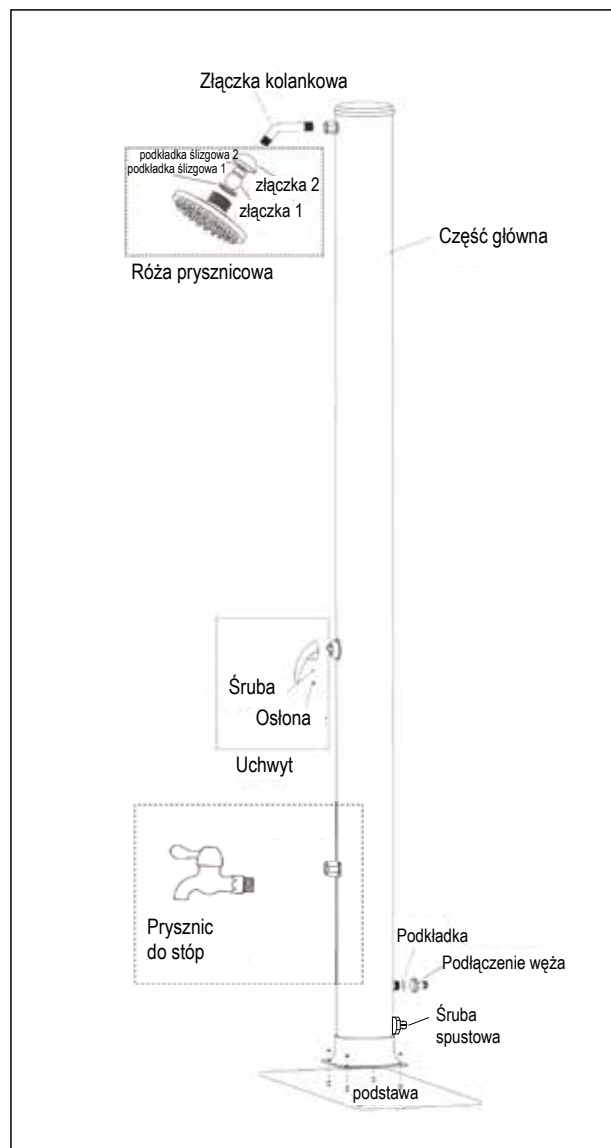 Złączka kolankowa
podkładka ślizgowa 2
podkładka ślizgowa 1
złączka 2
złączka 1
Róża prysznicowa
Część główna
Śruba
Osłona
Uchwyt
Prysznic
do stóp
Podkładka
Podłączenie węża
Śruba
spustowa
podstawa